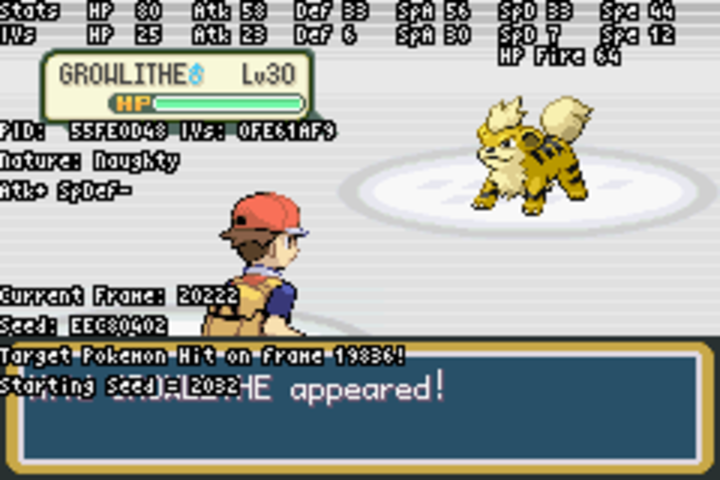 Stats HP 80 Atk 58 Def 33 SpA 56 SpD 33 Spe 44
IVs HP 25 Atk 23 Def 6 SpA 30 SpD 7 Spe 12
HP Fire 64
GROWLITHE♂ Lv30
HP
PID: 55FE0D48 IVs: 0FE61AF9
Nature: Naughty
Atk+ SpDef-
Current Frame: 20222
Seed: EEC80402
Target Pokemon Hit on frame 19836!
Starting Seed = 2032
GROWLITHE appeared!